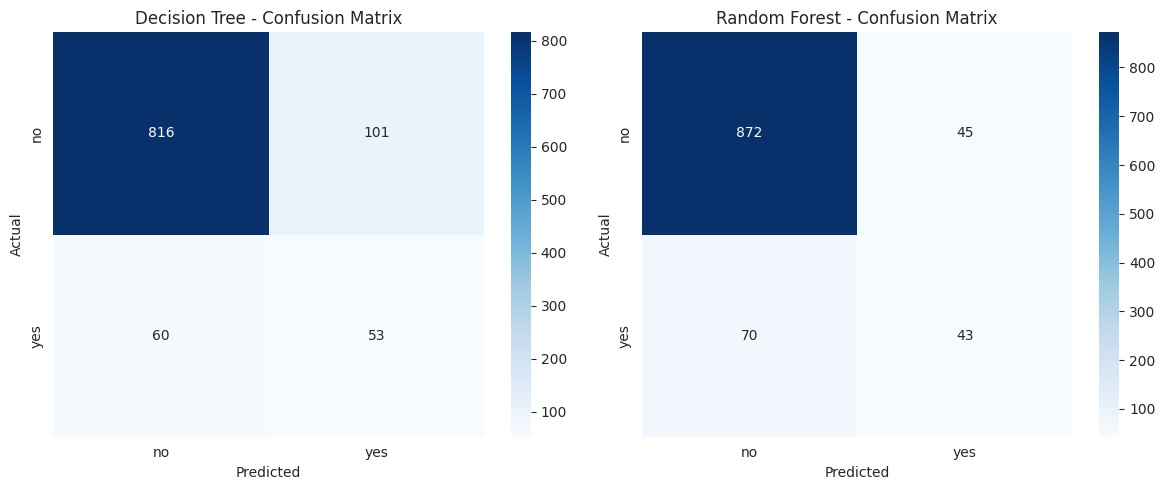 Decision Tree - Confusion Matrix
Actual
no
yes
816
101
60
53
no
yes
Predicted
800
700
600
500
400
300
200
100
Random Forest - Confusion Matrix
Actual
no
yes
872
45
70
43
no
yes
Predicted
800
700
600
500
400
300
200
100